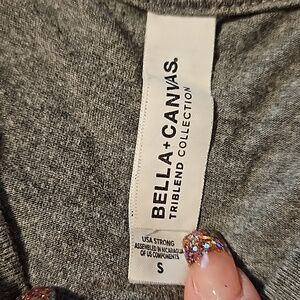 BELLA+CANVAS.
TRIBLEND COLLECTION
USA STRONG
ASSEMBLED IN NICARAGUA
OF US COMPONENTS
S